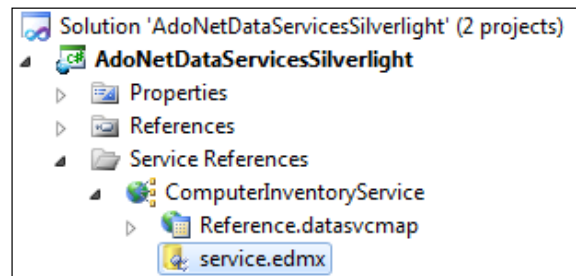 Solution 'AdoNetDataServicesSilverlight' (2 projects)
AdoNetDataServicesSilverlight
Properties
References
Service References
ComputerInventoryService
Reference.datasvcmap
service.edmx